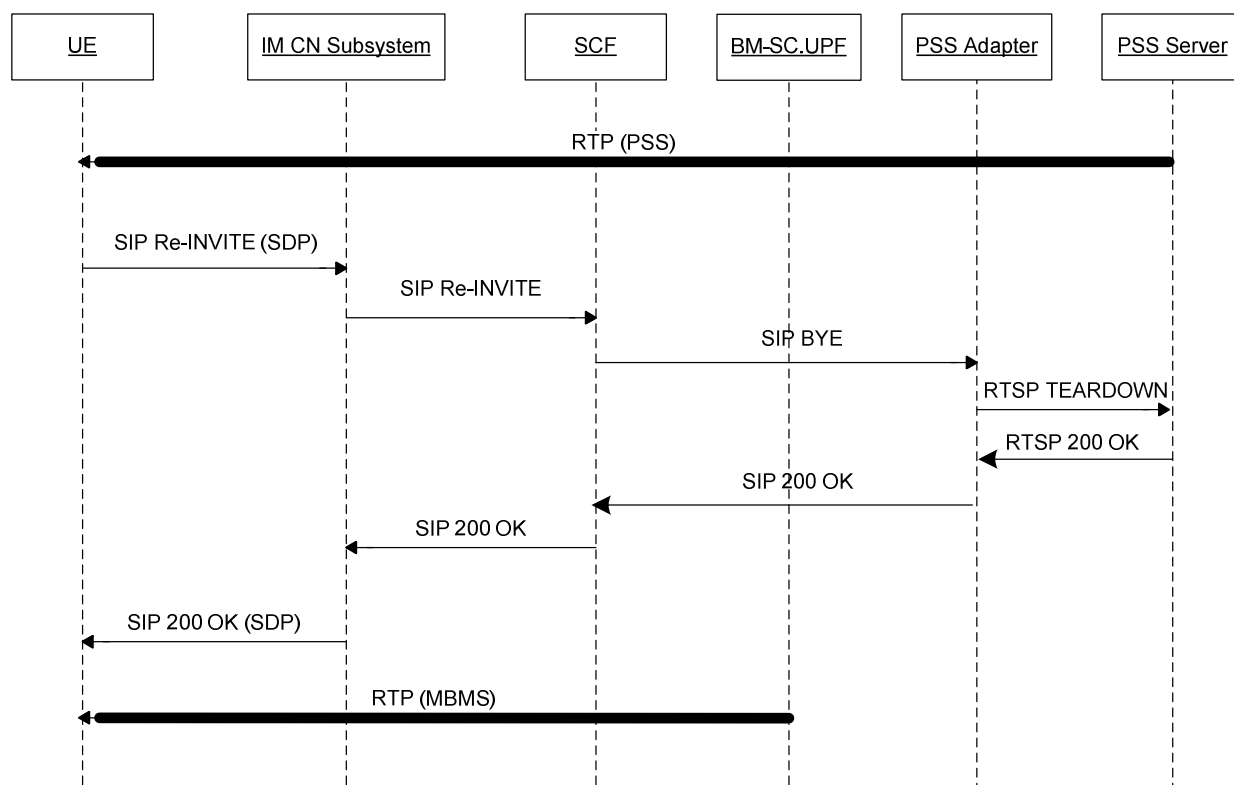 UE
IM CN Subsystem
SCF
BM-SC.UPF
PSS Adapter
PSS Server
RTP (PSS)
SIP Re-INVITE (SDP)
SIP Re-INVITE
SIP BYE
RTSP TEARDOWN
RTSP 200 OK
SIP 200 OK
SIP 200 OK
SIP 200 OK (SDP)
RTP (MBMS)